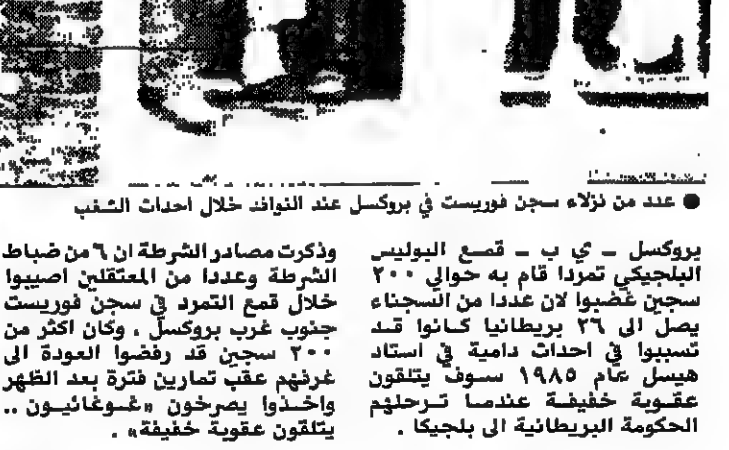 ● عدد من نزلاء سجن فوريست في بروكسل عند النوافذ خلال احداث الشغب
بروكسل ــ ي ب ــ قمع البوليس
البلجيكي تمردا قام به حوالي ٢٠٠
سجين غضبوا لان عددا من السجناء
يصل الى ٢٦ بريطانيا كانوا قد
تسببوا في احداث دامية في استاد
هيسل عام ١٩٨٥ سوف يتلقون
عقوبة خفيفة عندما ترحلهم
الحكومة البريطانية الى بلجيكا .
وذكرت مصادر الشرطة ان ٦ من ضباط
الشرطة وعددا من المعتقلين اصيبوا
خلال قمع التمرد في سجن فوريست
جنوب غرب بروكسل . وكان اكثر من
٢٠٠ سجين قد رفضوا العودة الى
غرفهم عقب تمارين فترة بعد الظهر
واخذوا يصرخون «غوغائيون ..
يتلقون عقوبة خفيفة» .